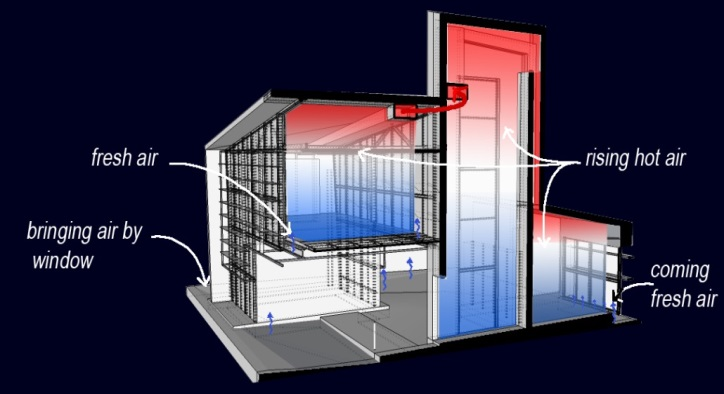 fresh air
rising hot air
bringing air by
window
coming
fresh air